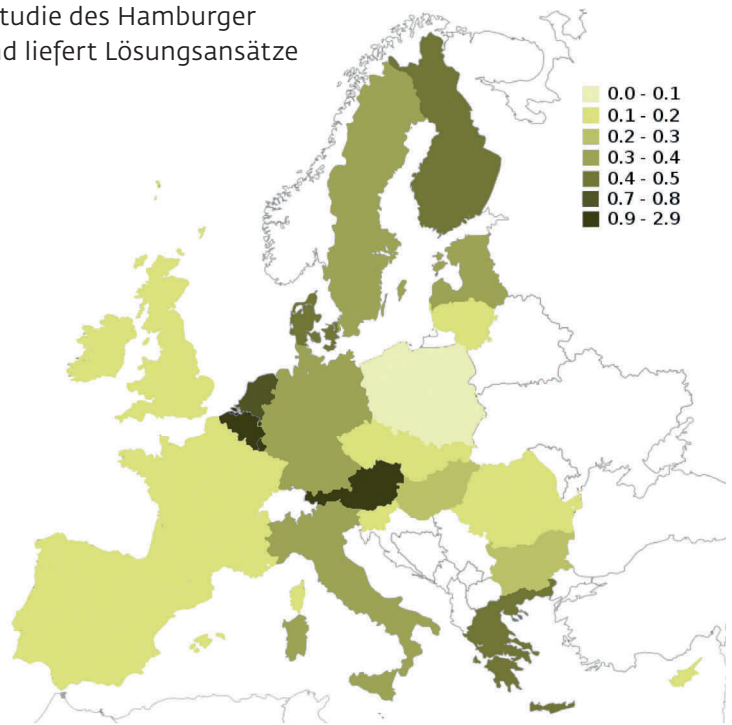 tudie des Hamburger
d liefert Lösungsansätze
0.0 - 0.1
0.1 - 0.2
0.2 - 0.3
0.3 - 0.4
0.4 - 0.5
0.7 - 0.8
0.9 - 2.9